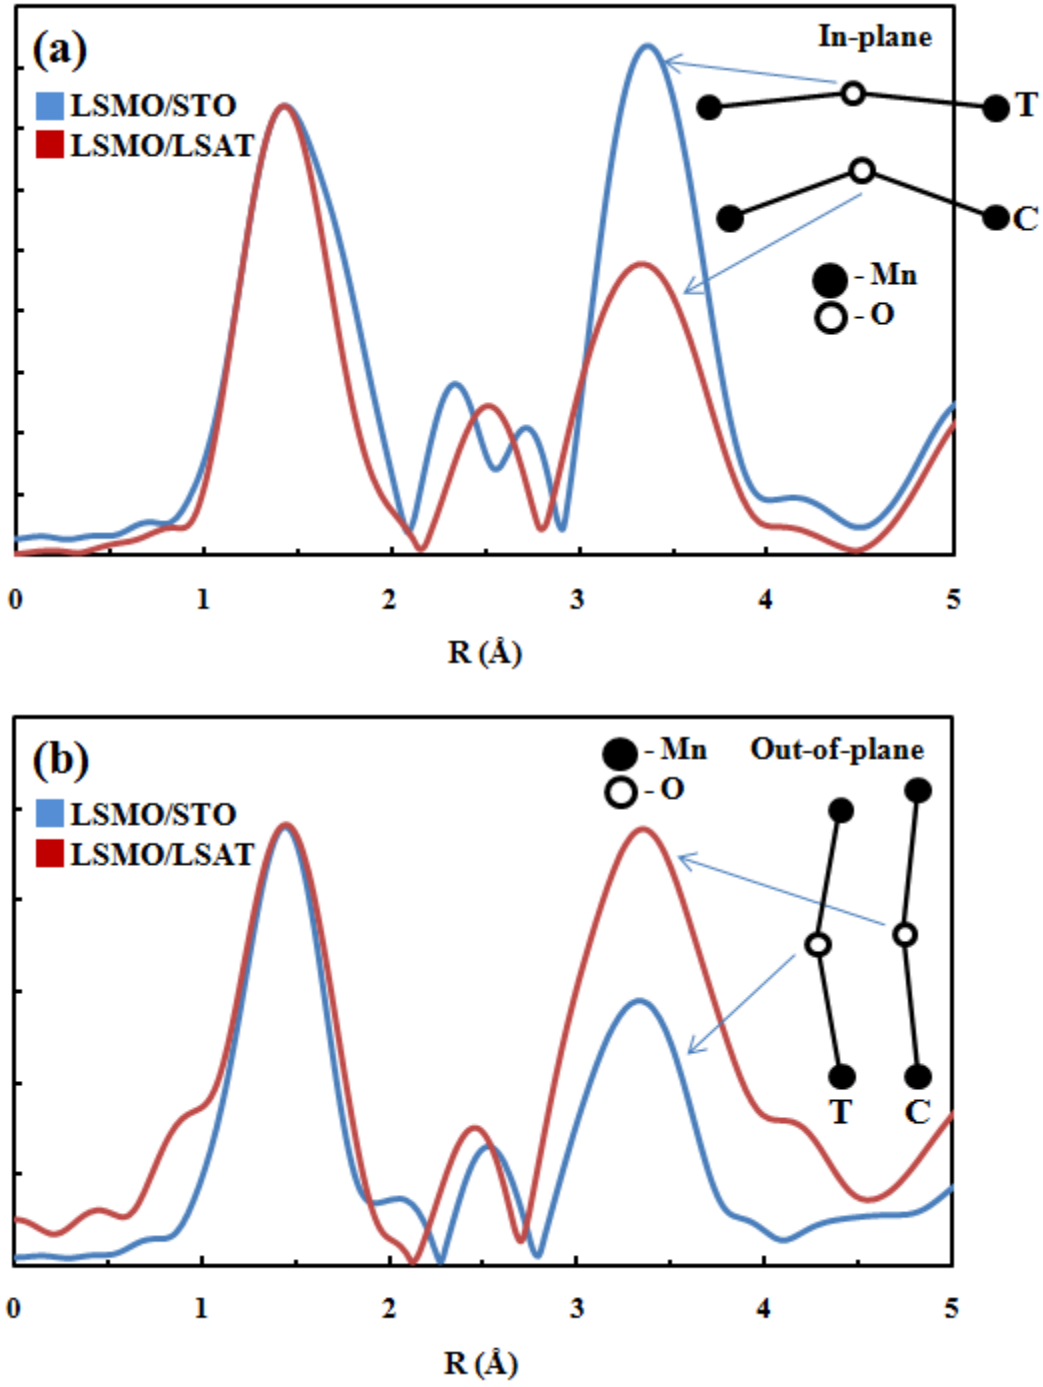 (a)
In-plane
LSMO/STO
LSMO/LSAT
T
C
- Mn
- O
0 1 2 3 4 5
R (Å)
(b)
- Mn
Out-of-plane
- O
LSMO/STO
LSMO/LSAT
T C
0 1 2 3 4 5
R (Å)